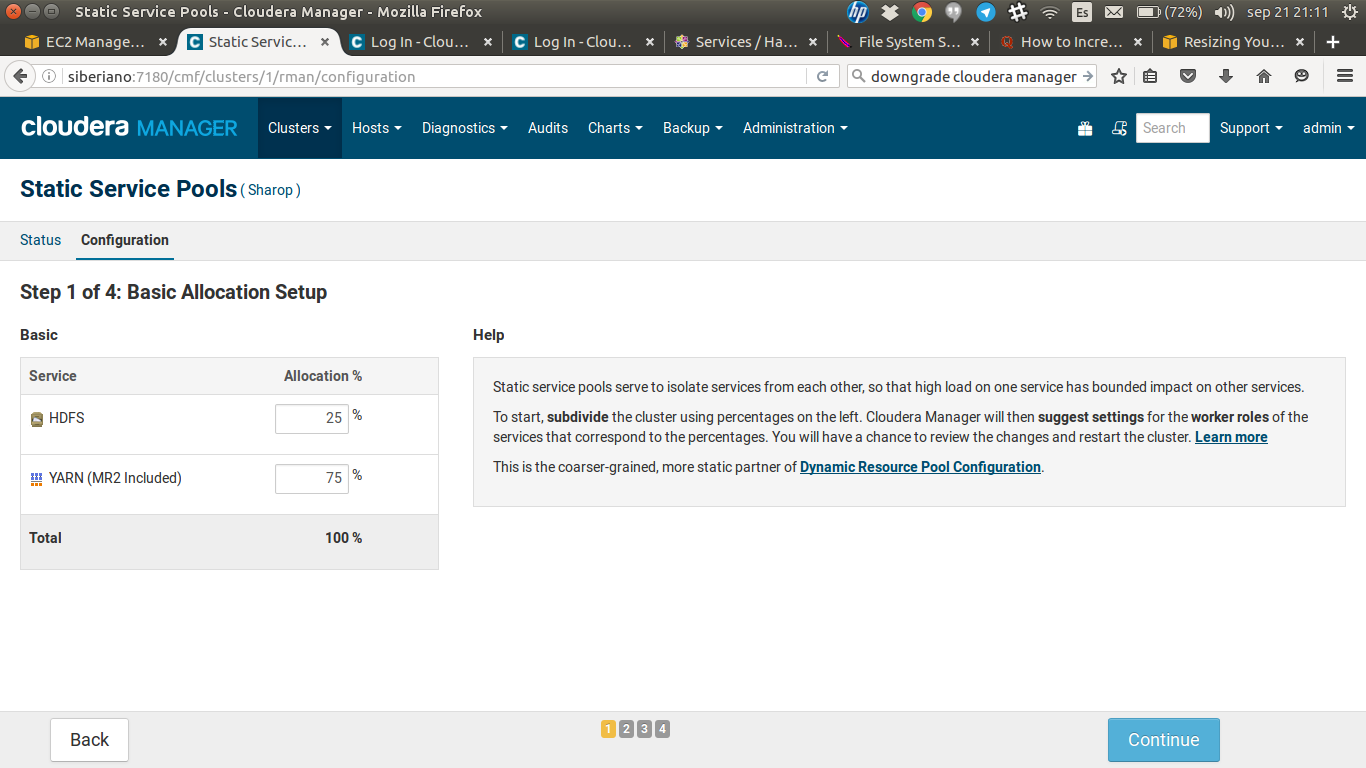 Static Service Pools - Cloudera Manager - Mozilla Firefox
hp
Es
(72%)
sep 21 21:11
EC2 Manage... ×
C Static Servic... ×
C Log In - Clou... ×
C Log In - Clou... ×
Services / Ha... ×
File System S... ×
How to Incre... ×
Resizing You... ×
siberiano:7180/cmf/clusters/1/rman/configuration
downgrade cloudera manager
cloudera MANAGER
Clusters
Hosts
Diagnostics
Audits
Charts
Backup
Administration
Search
Support
admin
Static Service Pools ( Sharop )
Status
Configuration
Step 1 of 4: Basic Allocation Setup
Basic
Service Allocation %
HDFS 25 %
YARN (MR2 Included) 75 %
Total 100 %
Help
Static service pools serve to isolate services from each other, so that high load on one service has bounded impact on other services.
To start, subdivide the cluster using percentages on the left. Cloudera Manager will then suggest settings for the worker roles of the
services that correspond to the percentages. You will have a chance to review the changes and restart the cluster. Learn more
This is the coarser-grained, more static partner of Dynamic Resource Pool Configuration.
Back
1 2 3 4
Continue